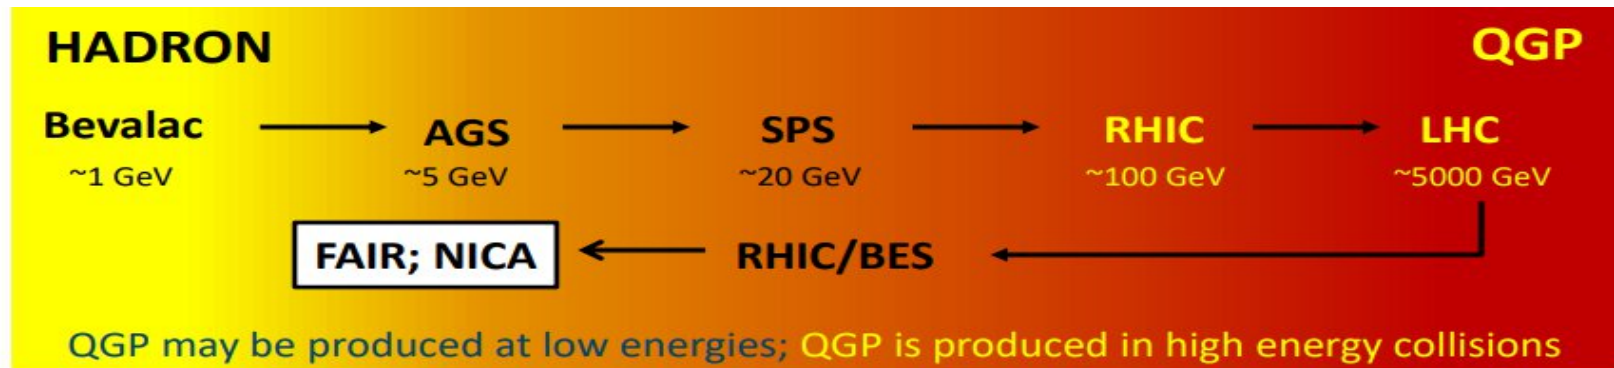 HADRON QGP
Bevalac AGS SPS RHIC LHC
~1 GeV ~5 GeV ~20 GeV ~100 GeV ~5000 GeV
FAIR; NICA RHIC/BES
QGP may be produced at low energies; QGP is produced in high energy collisions